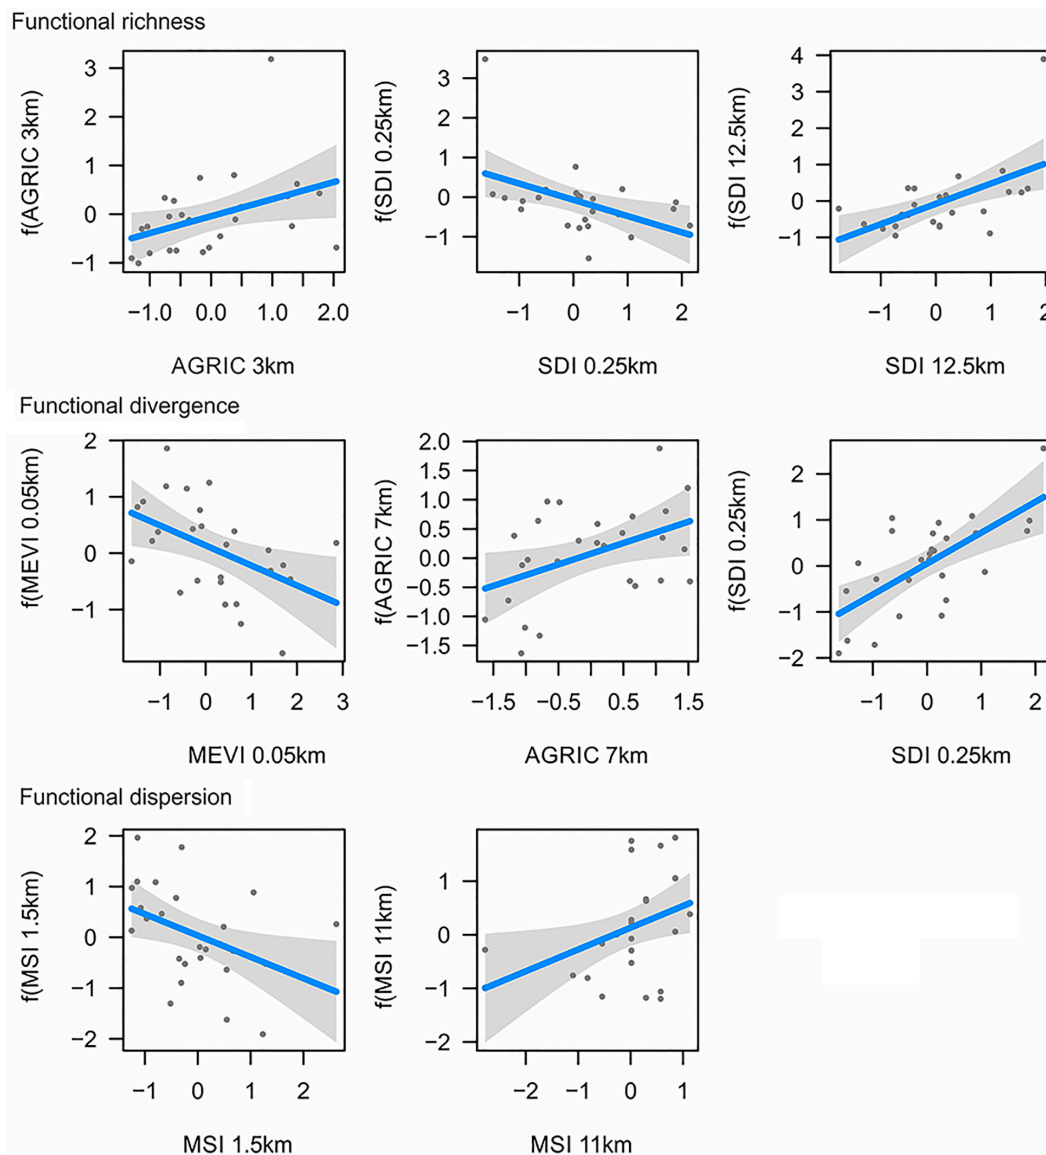 Functional richness
f(AGRIC 3km)
3
2
1
0
−1
−1.0 0.0 1.0 2.0
AGRIC 3km
f(SDI 0.25km)
3
2
1
0
−1
−1 0 1 2
SDI 0.25km
f(SDI 12.5km)
4
3
2
1
0
−1
−1 0 1 2
SDI 12.5km
Functional divergence
f(MEVI 0.05km)
2
1
0
−1
−1 0 1 2 3
MEVI 0.05km
f(AGRIC 7km)
2.0
1.5
1.0
0.5
0.0
−0.5
−1.0
−1.5
−1.5 −0.5 0.5 1.5
AGRIC 7km
f(SDI 0.25km)
2
1
0
−1
−2
−1 0 1 2
SDI 0.25km
Functional dispersion
f(MSI 1.5km)
2
1
0
−1
−2
−1 0 1 2
MSI 1.5km
f(MSI 11km)
1
0
−1
−2
−2 −1 0 1
MSI 11km